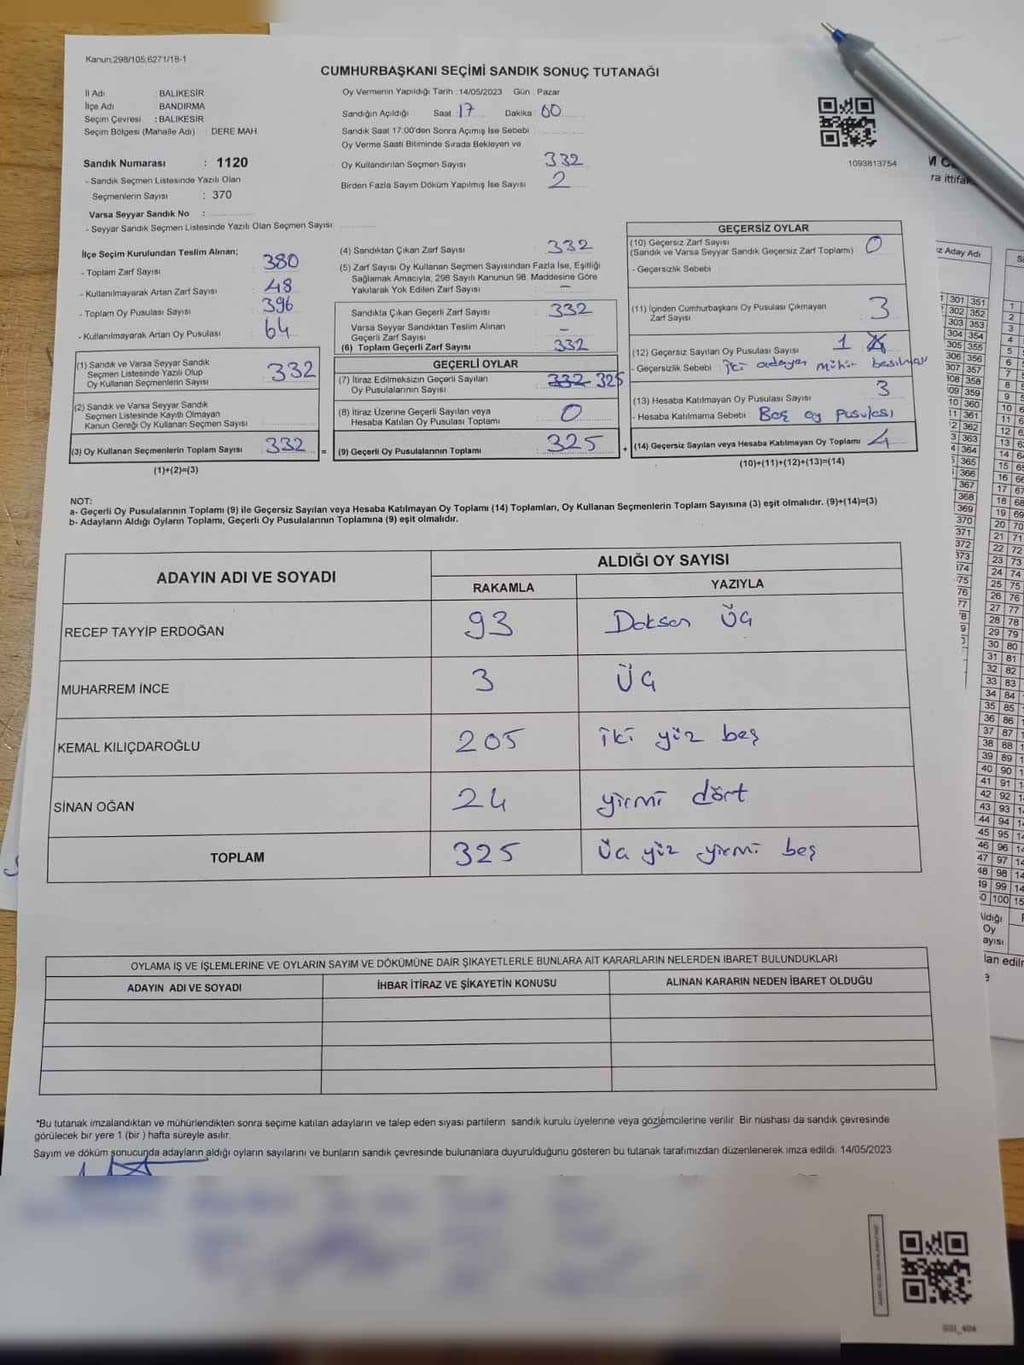 Kanun;298/105;6271/18-1
CUMHURBAŞKANI SEÇİMİ SANDIK SONUÇ TUTANAĞI
İl Adı : BALIKESİR
İlçe Adı : BANDIRMA
Seçim Çevresi : BALIKESİR
Seçim Bölgesi (Mahalle Adı) : DERE MAH
Sandık Numarası : 1120
- Sandık Seçmen Listesinde Yazılı Olan
Seçmenlerin Sayısı : 370
Varsa Seyyar Sandık No :
- Seyyar Sandık Seçmen Listesinde Yazılı Olan Seçmen Sayısı
Oy Vermenin Yapıldığı Tarih : 14/05/2023 Gün : Pazar
Sandığın Açıldığı Saat 17 Dakika 00
Sandık Saat 17:00'den Sonra Açımış İse Sebebi
Oy Verme Saati Bitiminde Sırada Bekleyen ve
Oy Kullandırılan Seçmen Sayısı 332
Birden Fazla Sayım Döküm Yapılmış İse Sayısı 2
1093813754
İlçe Seçim Kurulundan Teslim Alınan;
- Toplam Zarf Sayısı 380
- Kullanılmayarak Artan Zarf Sayısı 48
- Toplam Oy Pusulası Sayısı 396
- Kullanılmayarak Artan Oy Pusulası 64
(1) Sandık ve Varsa Seyyar Sandık
Seçmen Listesinde Yazılı Olup
Oy Kullanan Seçmenlerin Sayısı 332
(2) Sandık ve Varsa Seyyar Sandık
Seçmen Listesinde Kayıtlı Olmayan
Kanun Gereği Oy Kullanan Seçmen Sayısı
(3) Oy Kullanan Seçmenlerin Toplam Sayısı 332 =
(1)+(2)=(3)
(4) Sandıktan Çıkan Zarf Sayısı 332
(5) Zarf Sayısı Oy Kullanan Seçmen Sayısından Fazla İse, Eşitliği
Sağlamak Amacıyla; 298 Sayılı Kanunun 98. Maddesine Göre
Yakılarak Yok Edilen Zarf Sayısı –
Sandıkta Çıkan Geçerli Zarf Sayısı 332
Varsa Seyyar Sandıktan Teslim Alınan
Geçerli Zarf Sayısı –
(6) Toplam Geçerli Zarf Sayısı 332
GEÇERLİ OYLAR
(7) İtiraz Edilmeksizin Geçerli Sayılan
Oy Pusulalarının Sayısı 332 325
(8) İtiraz Üzerine Geçerli Sayılan veya
Hesaba Katılan Oy Pusulası Toplamı 0
(9) Geçerli Oy Pusulalarının Toplamı 325 +
GEÇERSİZ OYLAR
(10) Geçersiz Zarf Sayısı 0
(Sandık ve Varsa Seyyar Sandık Geçersiz Zarf Toplamı)
- Geçersizlik Sebebi
(11) İçinden Cumhurbaşkanı Oy Pusulası Çıkmayan
Zarf Sayısı 3
(12) Geçersiz Sayılan Oy Pusulası Sayısı 1
- Geçersizlik Sebebi iki adaya mühür basılması
(13) Hesaba Katılmayan Oy Pusulası Sayısı 3
- Hesaba Katılmama Sebebi Boş oy pusulası
(14) Geçersiz Sayılan veya Hesaba Katılmayan Oy Toplamı 4
(10)+(11)+(12)+(13)=(14)
NOT:
a- Geçerli Oy Pusulalarının Toplamı (9) ile Geçersiz Sayılan veya Hesaba Katılmayan Oy Toplamı (14) Toplamları, Oy Kullanan Seçmenlerin Toplam Sayısına (3) eşit olmalıdır. (9)+(14)=(3)
b- Adayların Aldığı Oyların Toplamı, Geçerli Oy Pusulalarının Toplamına (9) eşit olmalıdır.
ADAYIN ADI VE SOYADI ALDIĞI OY SAYISI
RAKAMLA YAZIYLA
RECEP TAYYİP ERDOĞAN 93 Doksan Üç
MUHARREM İNCE 3 Üç
KEMAL KILIÇDAROĞLU 205 iki yüz beş
SİNAN OĞAN 24 yirmi dört
TOPLAM 325 Üç yüz yirmi beş
OYLAMA İŞ VE İŞLEMLERİNE VE OYLARIN SAYIM VE DÖKÜMÜNE DAİR ŞİKAYETLERLE BUNLARA AİT KARARLARIN NELERDEN İBARET BULUNDUKLARI
ADAYIN ADI VE SOYADI İHBAR İTİRAZ VE ŞİKAYETİN KONUSU ALINAN KARARIN NEDEN İBARET OLDUĞU
*Bu tutanak imzalandıktan ve mühürlendikten sonra seçime katılan adayların ve talep eden siyası partilerin sandık kurulu üyelerine veya gözlemcilerine verilir. Bir nüshası da sandık çevresinde
görülecek bir yere 1 (bir ) hafta süreyle asılır.
Sayım ve döküm sonucunda adayların aldığı oyların sayılarını ve bunların sandık çevresinde bulunanlara duyurulduğunu gösteren bu tutanak tarafımızdan düzenlenerek imza edildi. 14/05/2023